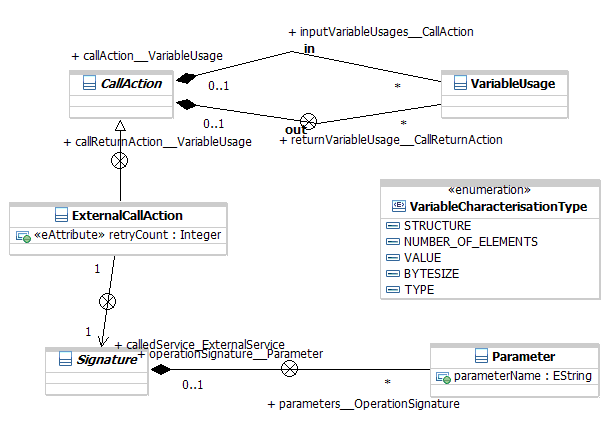 + inputVariableUsages__CallAction
in
+ callAction__VariableUsage
CallAction
0..1
*
VariableUsage
0..1
out
*
+ callReturnAction__VariableUsage
+ returnVariableUsage__CallReturnAction
«enumeration»
VariableCharacterisationType
STRUCTURE
NUMBER_OF_ELEMENTS
VALUE
BYTESIZE
TYPE
ExternalCallAction
«eAttribute» retryCount : Integer
1
1
+ calledService_ExternalService
+ operationSignature__Parameter
Signature
0..1
*
Parameter
parameterName : EString
+ parameters__OperationSignature